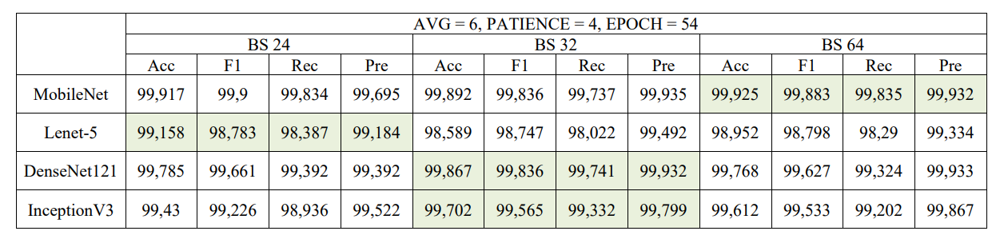 AVG = 6, PATIENCE = 4, EPOCH = 54
BS 24 BS 32 BS 64
Acc F1 Rec Pre Acc F1 Rec Pre Acc F1 Rec Pre
MobileNet 99,917 99,9 99,834 99,695 99,892 99,836 99,737 99,935 99,925 99,883 99,835 99,932
Lenet-5 99,158 98,783 98,387 99,184 98,589 98,747 98,022 99,492 98,952 98,798 98,29 99,334
DenseNet121 99,785 99,661 99,392 99,392 99,867 99,836 99,741 99,932 99,768 99,627 99,324 99,933
InceptionV3 99,43 99,226 98,936 99,522 99,702 99,565 99,332 99,799 99,612 99,533 99,202 99,867